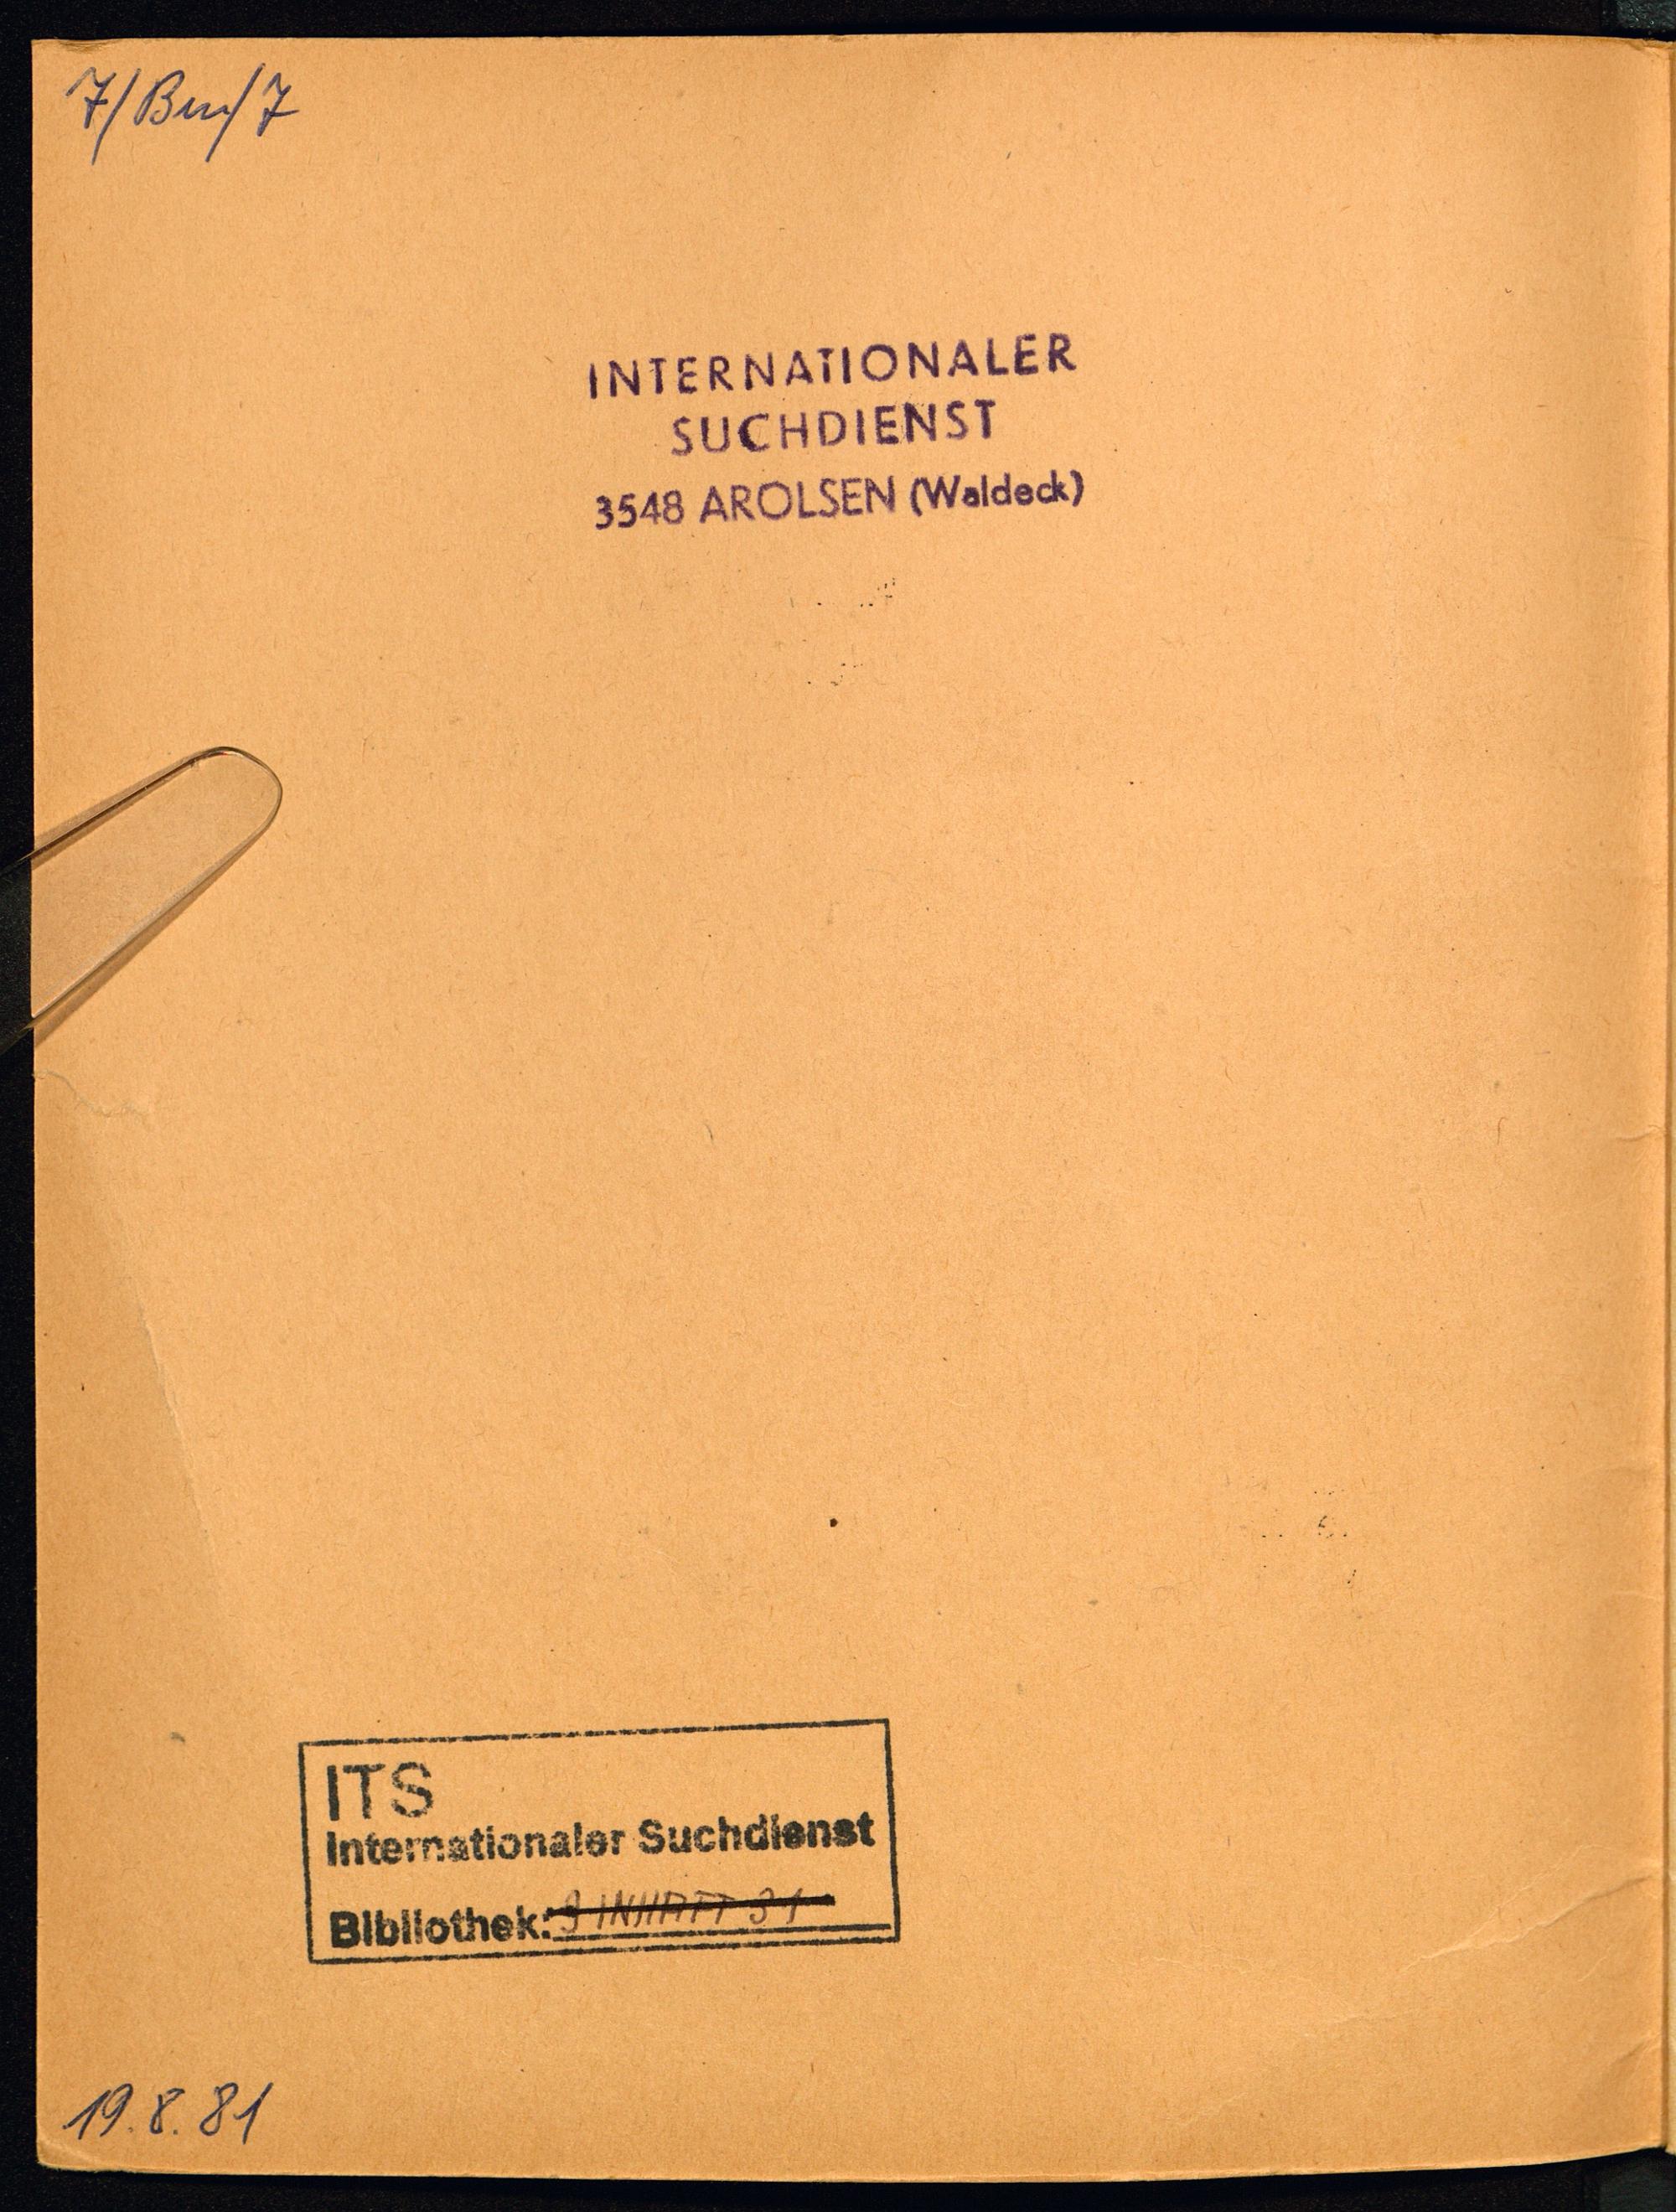 7/Bu/7
INTERNATIONALER
SUCHDIENST
3548 AROLSEN (Waldeck)
ITS
Internationaler Suchdienst
Bibliothek:
19.8.81